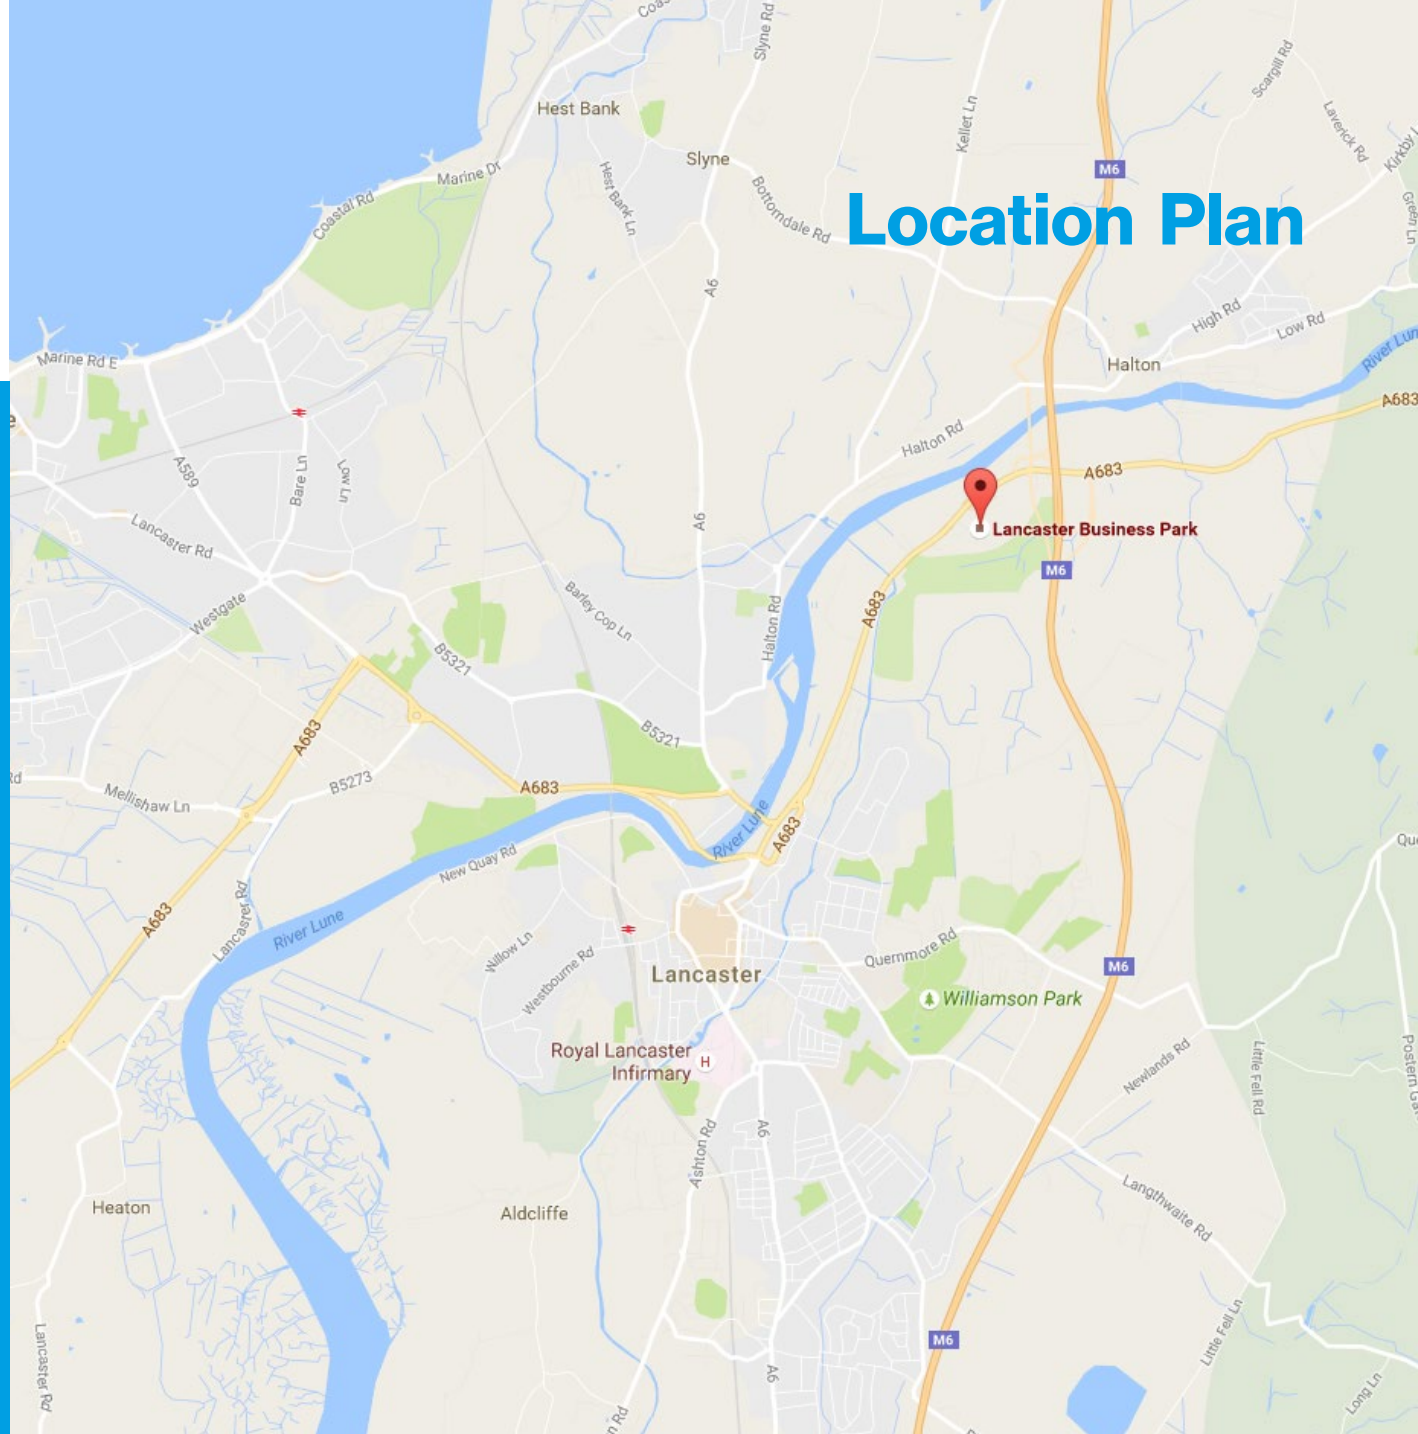 Slyne Rd
Hest Bank
Slyne
Kellet Ln
Scargill Rd
Laverick Rd
M6
Marine Dr
Coastal Rd
Hest Bank Ln
Bottomdale Rd
Location Plan
Green Ln
A6
High Rd
Low Rd
Halton
River Lune
Marine Rd E
A683
Halton Rd
A683
A589
Bare Ln
Low Ln
A6
Lancaster Rd
Lancaster Business Park
M6
Westgate
Barley Cop Ln
Halton Rd
A683
B5321
B5321
A683
Rd
Mellishaw Ln
B5273
A683
River Lune
A683
New Quay Rd
A683
Lancaster Rd
River Lune
Willow Ln
Westbourne Rd
Quernmore Rd
M6
Lancaster
Williamson Park
Royal Lancaster
Infirmary
H
Newlands Rd
Little Fell Rd
Ashton Rd
A6
Langthwaite Rd
Heaton
Aldcliffe
Lancaster Rd
M6
Little Fell Ln
A6
Long Ln